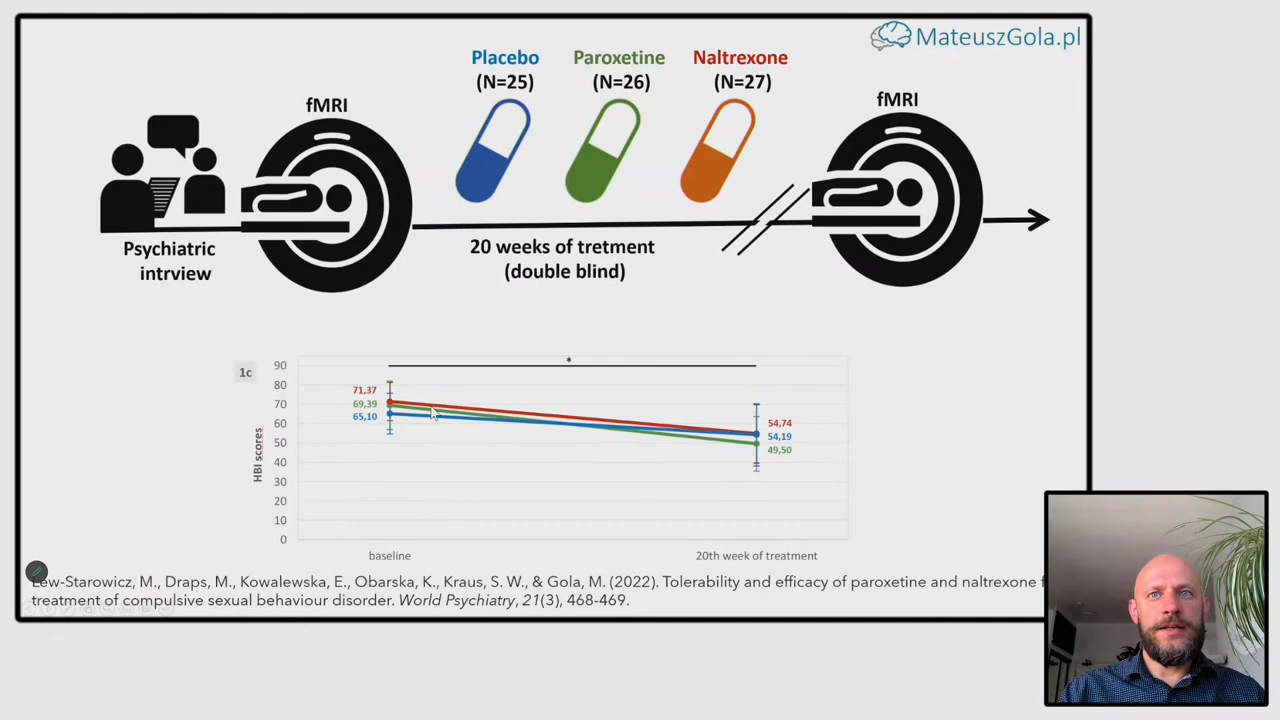 MateuszGola.pl
Placebo
(N=25)
Paroxetine
(N=26)
Naltrexone
(N=27)
fMRI
fMRI
Psychiatric
intrview
20 weeks of tretment
(double blind)
1c
*
HBI scores
90
80
70
60
50
40
30
20
10
0
71,37
69,39
65,10
54,74
54,19
49,50
baseline
20th week of treatment
Lew-Starowicz, M., Draps, M., Kowalewska, E., Obarska, K., Kraus, S. W., & Gola, M. (2022). Tolerability and efficacy of paroxetine and naltrexone f
treatment of compulsive sexual behaviour disorder. World Psychiatry, 21(3), 468-469.